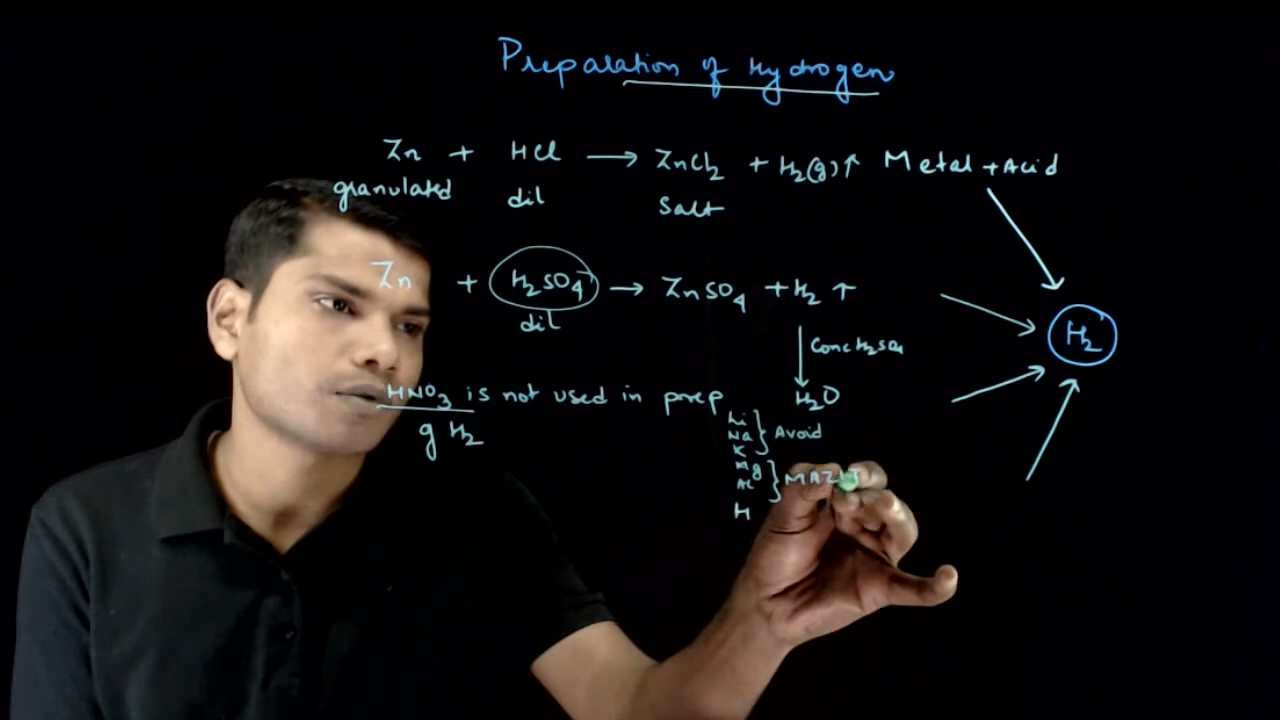 Preparation of Hydrogen
Zn + HCl → ZnCl₂ + H₂(g)↑ Metal + Acid
granulated dil Salt
Zn + H₂SO₄ → ZnSO₄ + H₂ ↑
dil
H₂
Conc H₂SO₄
HNO₃ is not used in prep H₂O
g H₂
Li
Na } Avoid
K
Mg
Al }
H